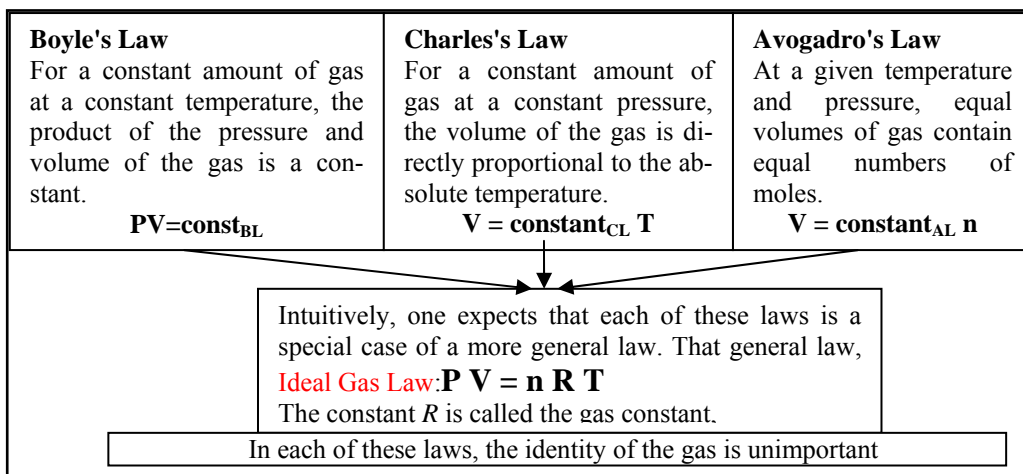 Boyle's Law
For a constant amount of gas
at a constant temperature, the
product of the pressure and
volume of the gas is a con-
stant.
PV=constBL
Charles's Law
For a constant amount of
gas at a constant pressure,
the volume of the gas is di-
rectly proportional to the ab-
solute temperature.
V = constantCL T
Avogadro's Law
At a given temperature
and pressure, equal
volumes of gas contain
equal numbers of
moles.
V = constantAL n
Intuitively, one expects that each of these laws is a
special case of a more general law. That general law,
Ideal Gas Law:P V = n R T
The constant R is called the gas constant.
In each of these laws, the identity of the gas is unimportant